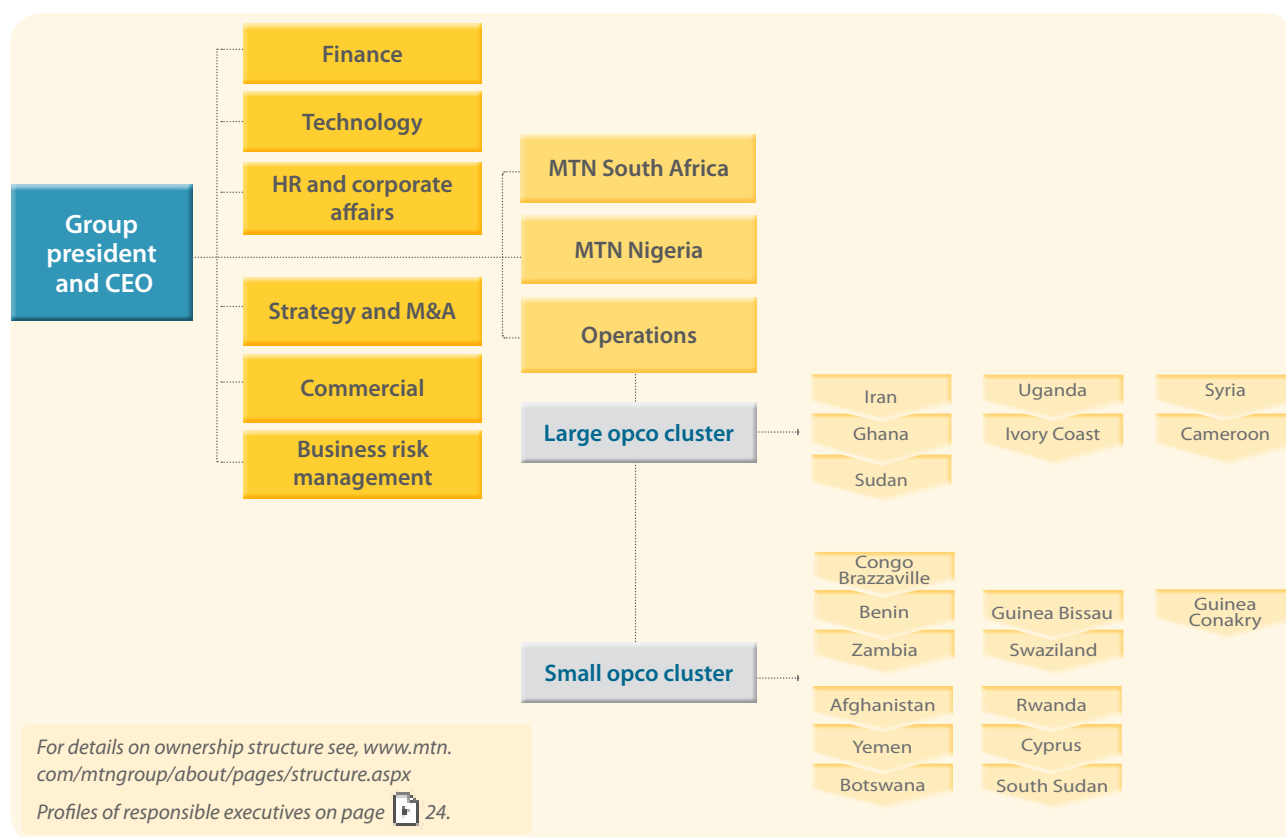 Group
president
and CEO
Finance
Technology
HR and corporate
affairs
Strategy and M&A
Commercial
Business risk
management
MTN South Africa
MTN Nigeria
Operations
Large opco cluster
Iran
Uganda
Syria
Ghana
Ivory Coast
Cameroon
Sudan
Small opco cluster
Congo
Brazzaville
Benin
Guinea Bissau
Guinea
Conakry
Zambia
Swaziland
Afghanistan
Rwanda
Yemen
Cyprus
Botswana
South Sudan
For details on ownership structure see, www.mtn.
com/mtngroup/about/pages/structure.aspx
Profiles of responsible executives on page 24.